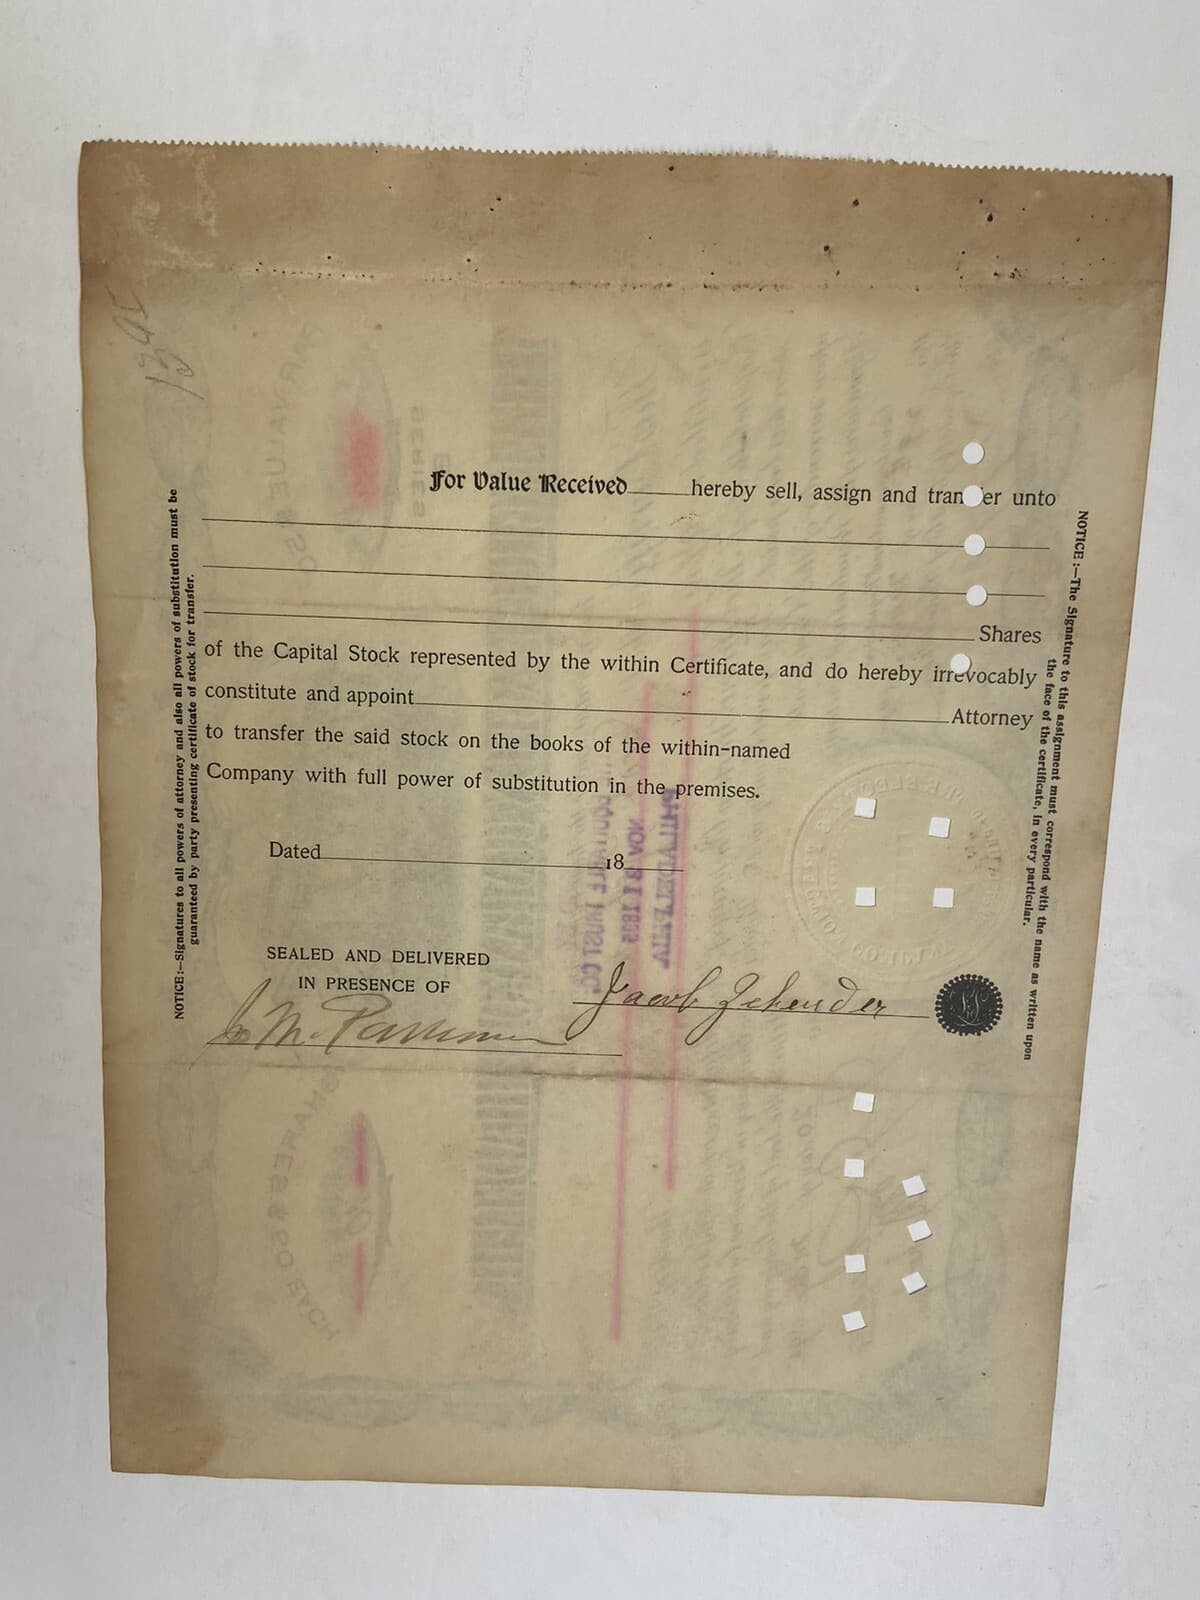 1395
For Value Received hereby sell, assign and transfer unto
Shares
of the Capital Stock represented by the within Certificate, and do hereby irrevocably
constitute and appoint Attorney
to transfer the said stock on the books of the within-named
Company with full power of substitution in the premises.
Dated 18
SEALED AND DELIVERED
IN PRESENCE OF
Jacob Zehender
NOTICE:—Signatures to all powers of attorney and also all powers of substitution must be
guaranteed by party presenting certificate of stock for transfer.
NOTICE:—The Signature to this assignment must correspond with the name as written upon
the face of the certificate, in every particular.